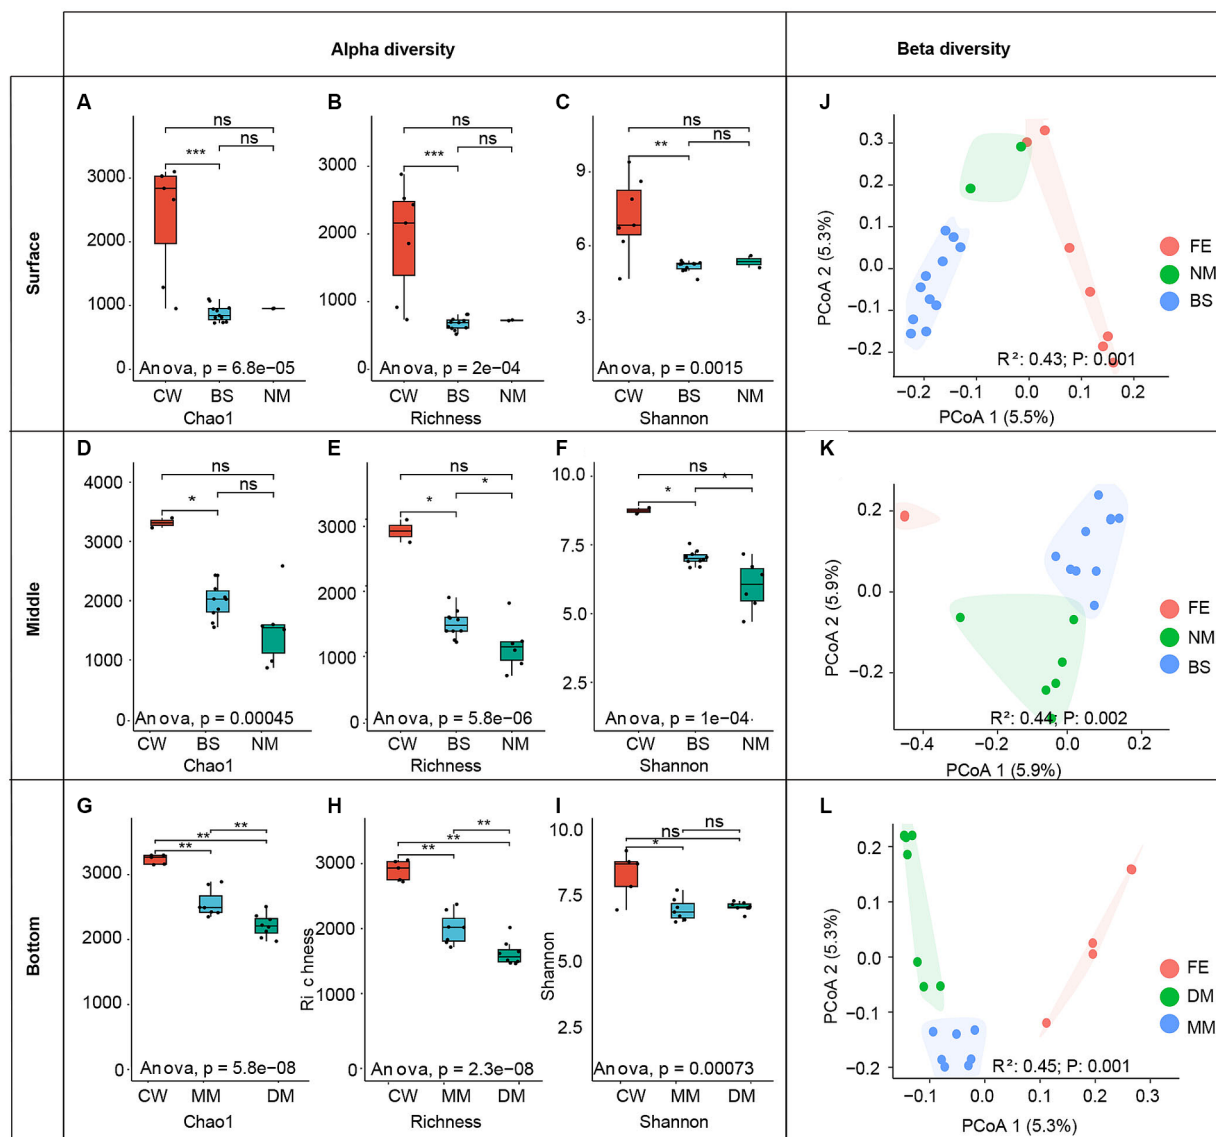 Alpha diversity
Beta diversity
Surface
A
ns
ns
***
3000
2000
1000
0
Anova, p = 6.8e−05
CW BS NM
Chao1
B
ns
ns
***
3000
2000
1000
0
Anova, p = 2e−04
CW BS NM
Richness
C
ns
ns
**
9
6
3
Anova, p = 0.0015
CW BS NM
Shannon
J
PCoA 2 (5.3%)
0.3
0.2
0.1
0.0
−0.1
−0.2
R²: 0.43; P: 0.001
−0.2 −0.1 0.0 0.1 0.2
PCoA 1 (5.5%)
FE
NM
BS
Middle
D
ns
ns
*
4000
3000
2000
1000
0
Anova, p = 0.00045
CW BS NM
Chao1
E
ns
*
*
3000
2000
1000
0
Anova, p = 5.8e−06
CW BS NM
Richness
F
ns
*
*
10.0
7.5
5.0
2.5
Anova, p = 1e−04
CW BS NM
Shannon
K
PCoA 2 (5.9%)
0.2
0.0
−0.2
R²: 0.44; P: 0.002
−0.4 −0.2 0.0 0.2
PCoA 1 (5.9%)
FE
NM
BS
Bottom
G
**
**
**
3000
2000
1000
0
Anova, p = 5.8e−08
CW MM DM
Chao1
H
**
**
**
Ri c hness
3000
2000
1000
0
Anova, p = 2.3e−08
CW MM DM
Richness
I
ns
ns
*
Shannon
10.0
7.5
5.0
2.5
Anova, p = 0.00073
CW MM DM
Shannon
L
PCoA 2 (5.3%)
0.2
0.1
0.0
−0.1
−0.2
R²: 0.45; P: 0.001
−0.1 0.0 0.1 0.2 0.3
PCoA 1 (5.3%)
FE
DM
MM